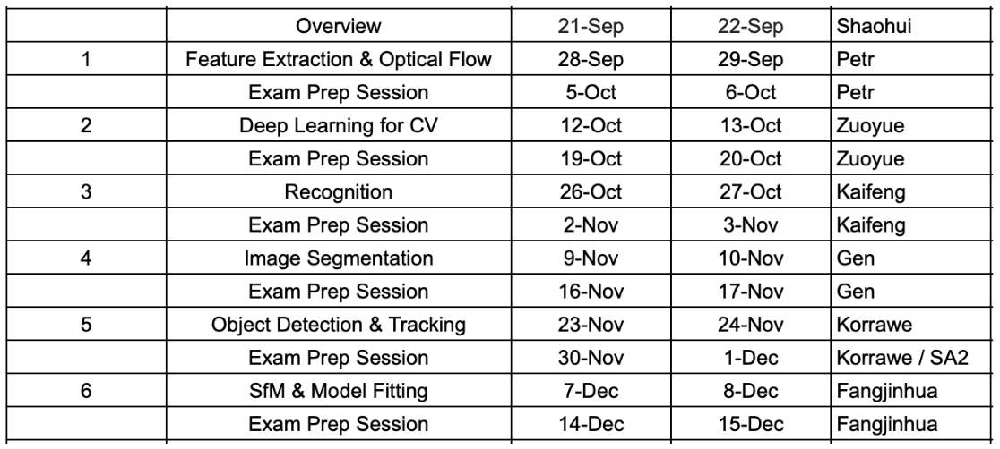 Overview 21-Sep 22-Sep Shaohui
1 Feature Extraction & Optical Flow 28-Sep 29-Sep Petr
Exam Prep Session 5-Oct 6-Oct Petr
2 Deep Learning for CV 12-Oct 13-Oct Zuoyue
Exam Prep Session 19-Oct 20-Oct Zuoyue
3 Recognition 26-Oct 27-Oct Kaifeng
Exam Prep Session 2-Nov 3-Nov Kaifeng
4 Image Segmentation 9-Nov 10-Nov Gen
Exam Prep Session 16-Nov 17-Nov Gen
5 Object Detection & Tracking 23-Nov 24-Nov Korrawe
Exam Prep Session 30-Nov 1-Dec Korrawe / SA2
6 SfM & Model Fitting 7-Dec 8-Dec Fangjinhua
Exam Prep Session 14-Dec 15-Dec Fangjinhua